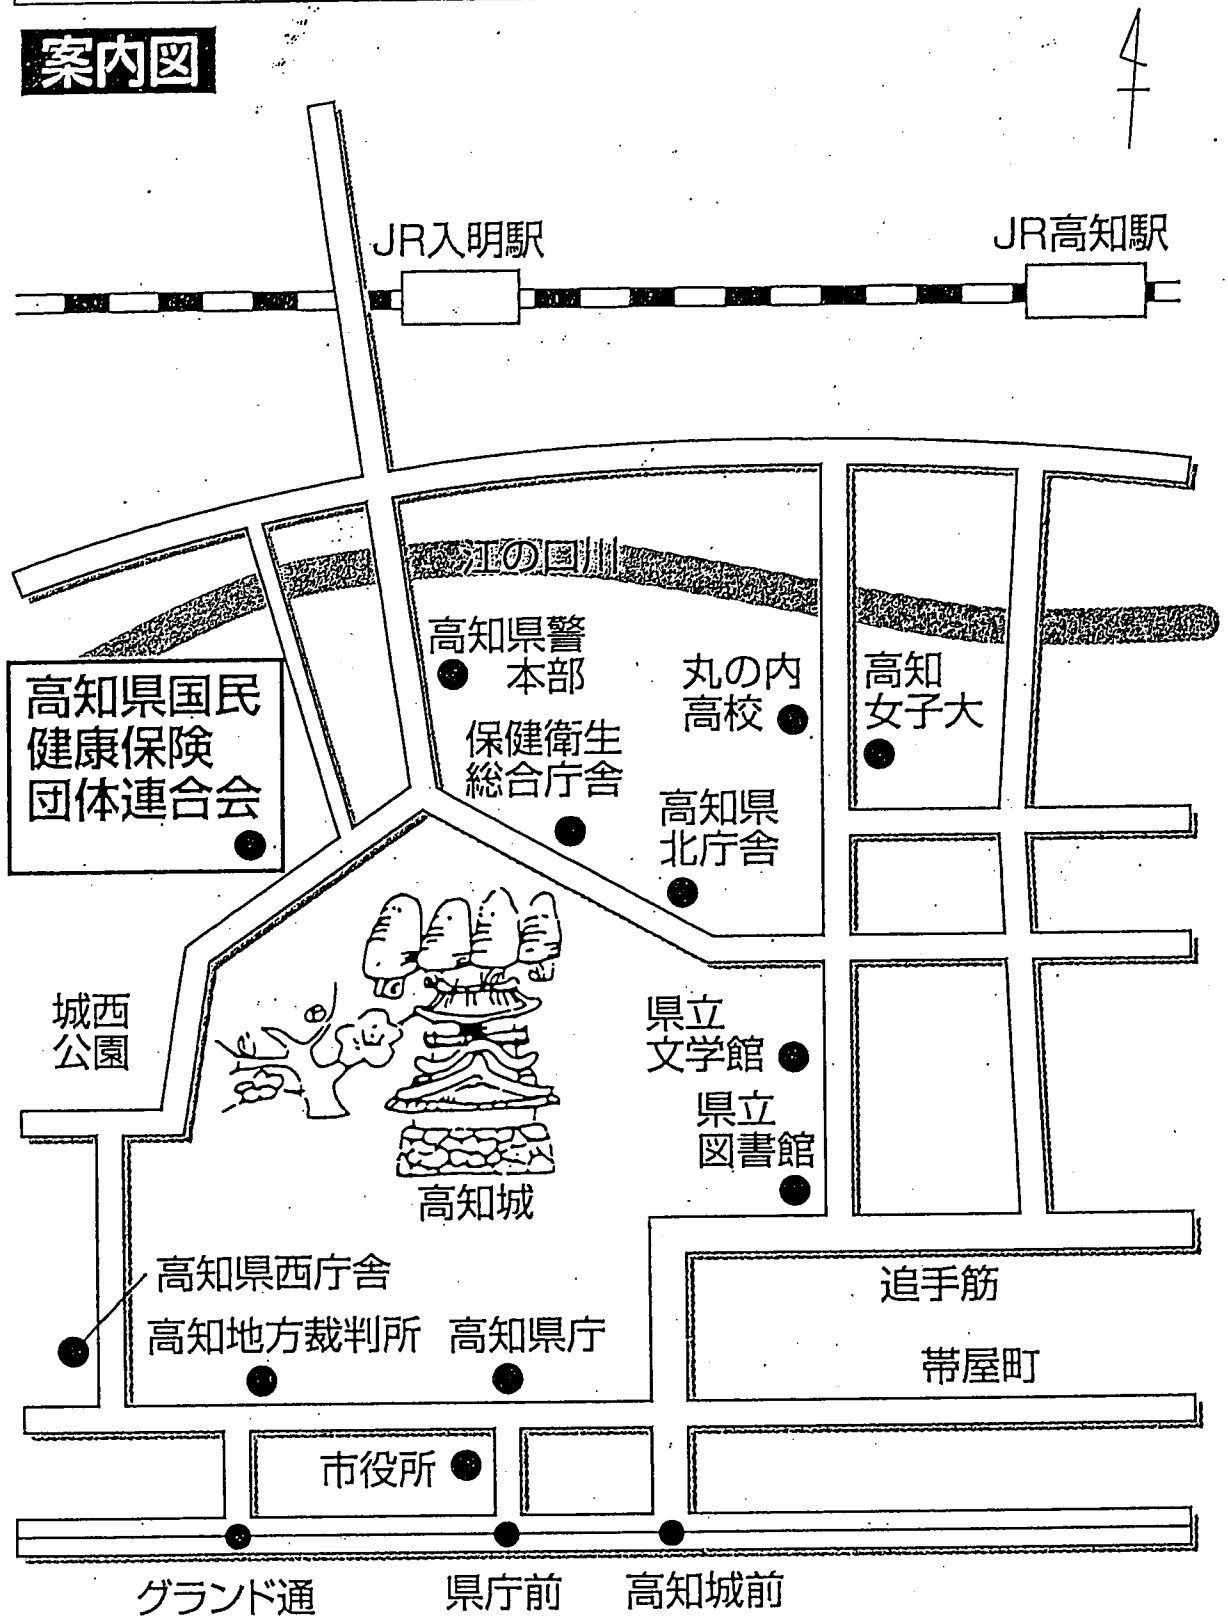 案内図
JR入明駅
JR高知駅
江の口川
高知県警
本部
丸の内
高校
高知
女子大
高知県国民
健康保険
団体連合会
保健衛生
総合庁舎
高知県
北庁舎
城西
公園
県立
文学館
県立
図書館
高知城
高知県西庁舎
追手筋
高知地方裁判所
高知県庁
帯屋町
市役所
グランド通
県庁前
高知城前